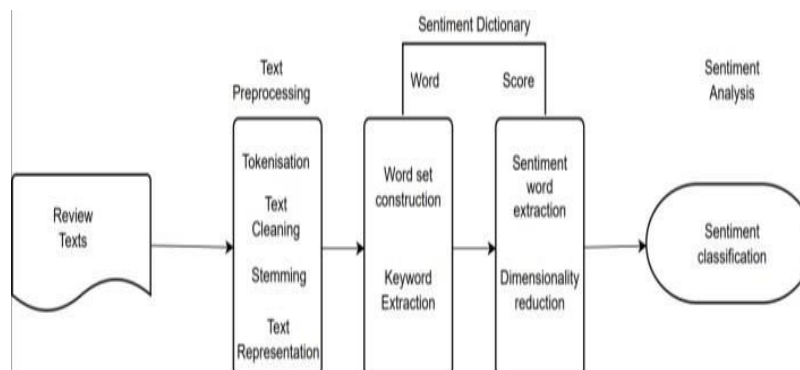 Sentiment Dictionary
Text
Preprocessing
Word
Score
Sentiment
Analysis
Review
Texts
Tokenisation
Text
Cleaning
Stemming
Text
Representation
Word set
construction
Keyword
Extraction
Sentiment
word
extraction
Dimensionality
reduction
Sentiment
classification